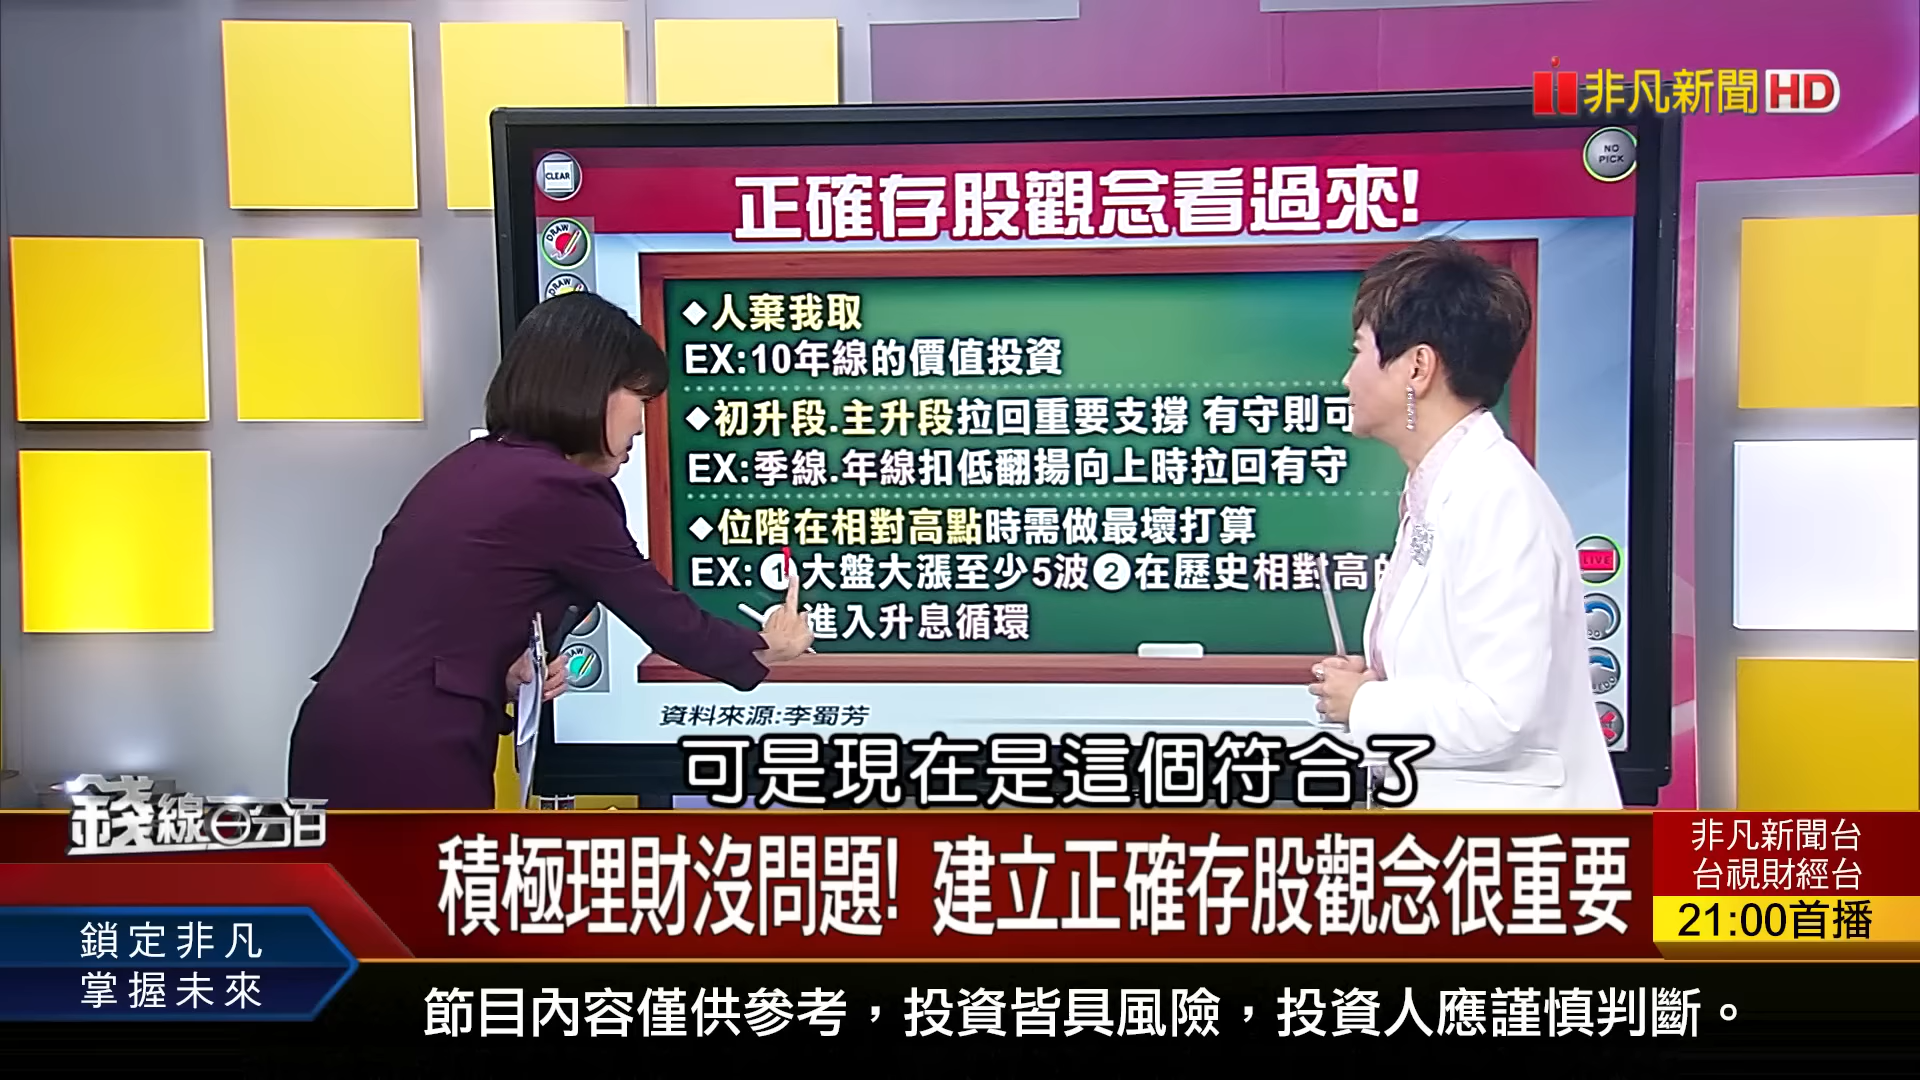 非凡新聞HD
CLEAR
NO PICK
DRAW
DRAW
正確存股觀念看過來!
◆人棄我取
EX:10年線的價值投資
◆初升段.主升段拉回重要支撐 有守則可
EX:季線.年線扣低翻揚向上時拉回有守
◆位階在相對高點時需做最壞打算
EX:❶大盤大漲至少5波❷在歷史相對高的
進入升息循環
LIVE
資料來源:李蜀芳
可是現在是這個符合了
錢線百分百
積極理財沒問題! 建立正確存股觀念很重要
非凡新聞台
台視財經台
21:00首播
鎖定非凡
掌握未來
節目內容僅供參考，投資皆具風險，投資人應謹慎判斷。